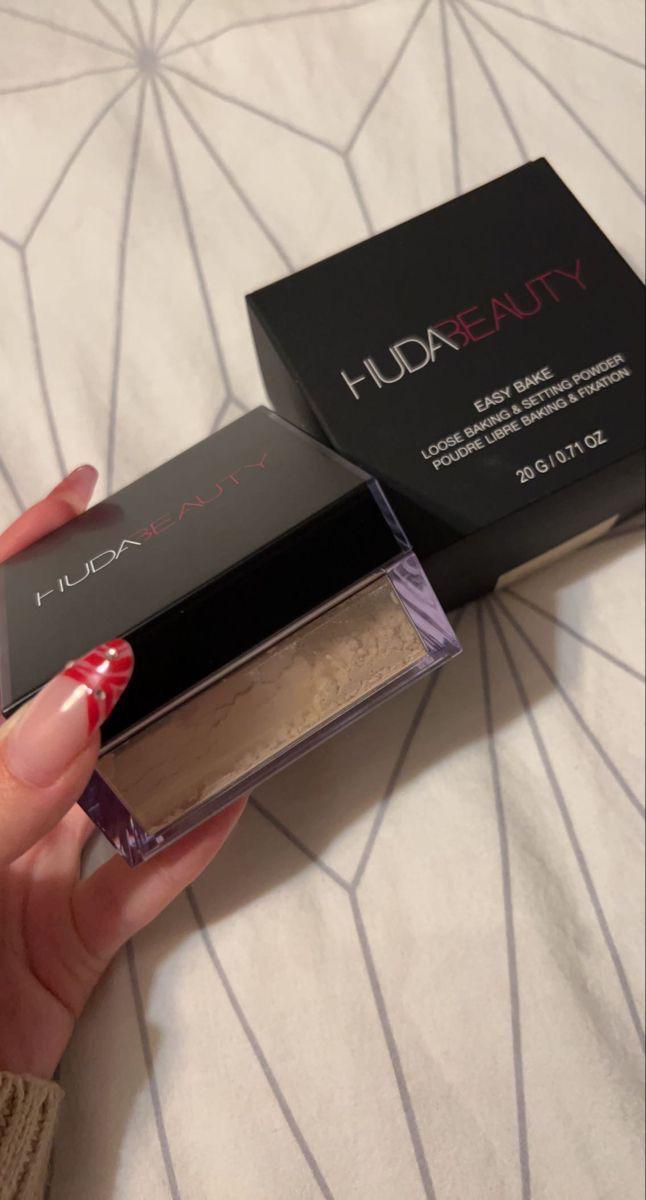 HUDABEAUTY
EASY BAKE
LOOSE BAKING & SETTING POWDER
POUDRE LIBRE BAKING & FIXATION
20 G / 0.71 OZ
HUDABEAUTY